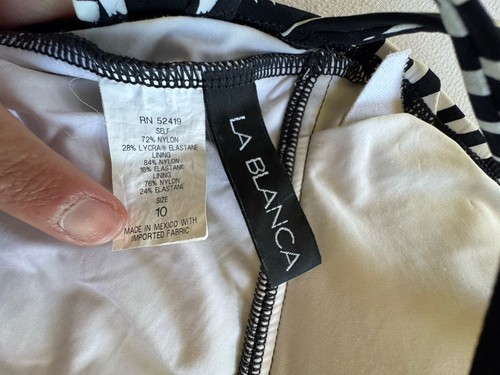 RN 52419
SELF
72% NYLON
28% LYCRA® ELASTANE
LINING
84% NYLON
16% ELASTANE
LINING
76% NYLON
24% ELASTANE
SIZE
10
MADE IN MEXICO WITH
IMPORTED FABRIC
LA BLANCA